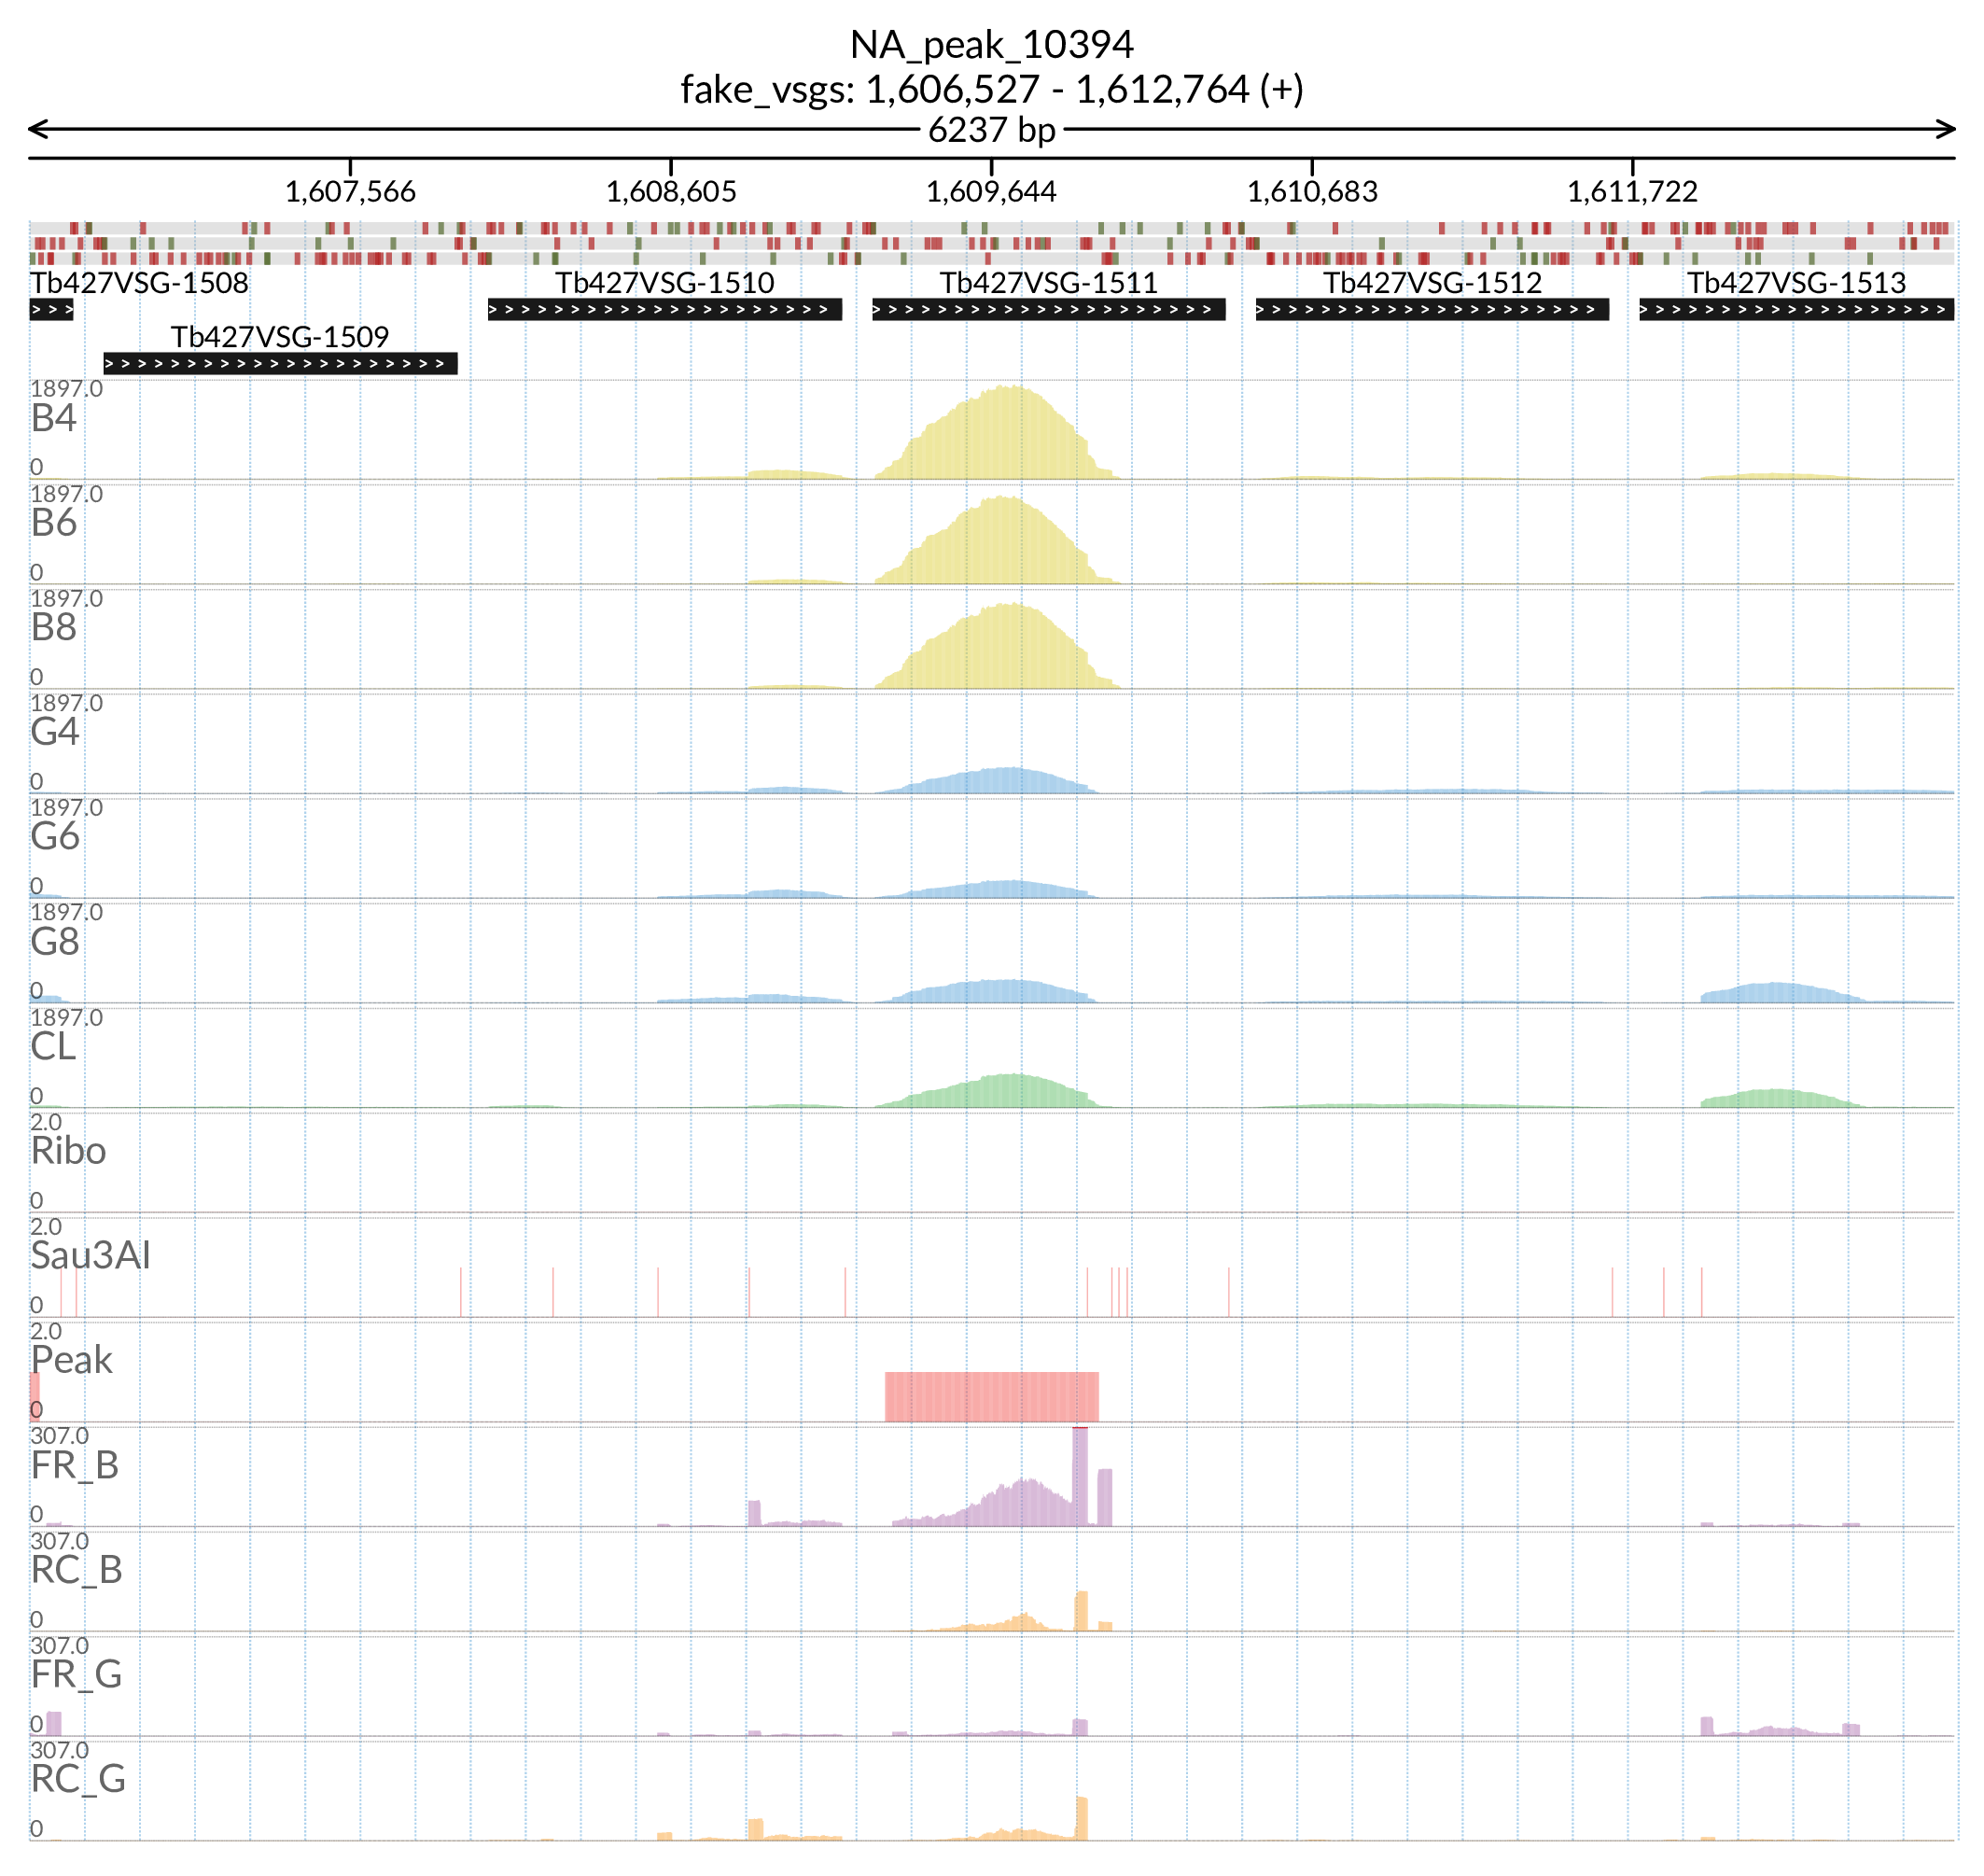 NA_peak_10394
fake_vsgs: 1,606,527 - 1,612,764 (+)
6237 bp
1,607,566 1,608,605 1,609,644 1,610,683 1,611,722
Tb427VSG-1508 Tb427VSG-1510 Tb427VSG-1511 Tb427VSG-1512 Tb427VSG-1513
Tb427VSG-1509
1897.0
B4
0
1897.0
B6
0
1897.0
B8
0
1897.0
G4
0
1897.0
G6
0
1897.0
G8
0
1897.0
CL
0
2.0
Ribo
0
2.0
Sau3AI
0
2.0
Peak
0
307.0
FR_B
0
307.0
RC_B
0
307.0
FR_G
0
307.0
RC_G
0